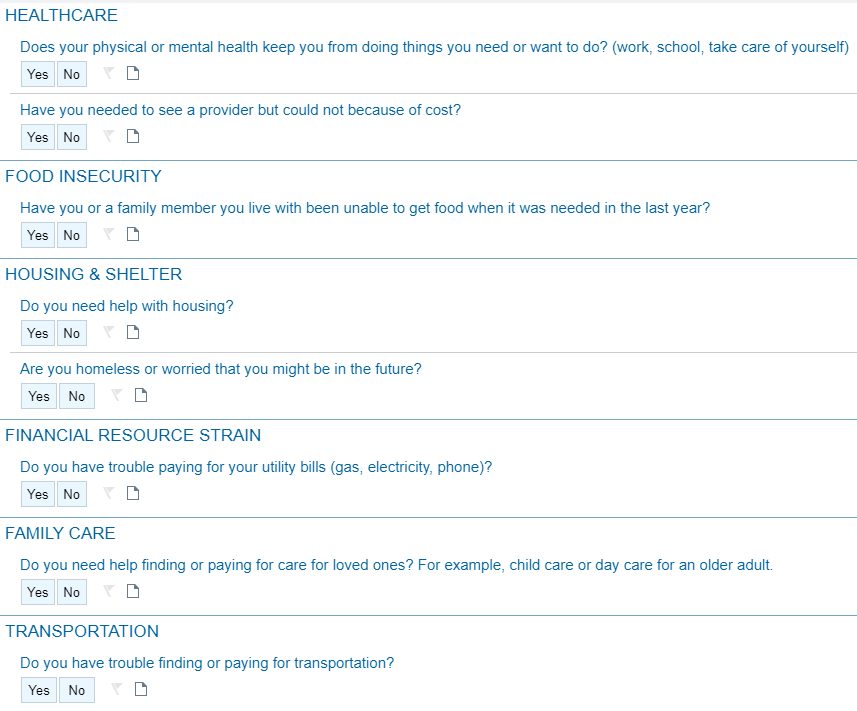 HEALTHCARE
Does your physical or mental health keep you from doing things you need or want to do? (work, school, take care of yourself)
Yes No
Have you needed to see a provider but could not because of cost?
Yes No
FOOD INSECURITY
Have you or a family member you live with been unable to get food when it was needed in the last year?
Yes No
HOUSING & SHELTER
Do you need help with housing?
Yes No
Are you homeless or worried that you might be in the future?
Yes No
FINANCIAL RESOURCE STRAIN
Do you have trouble paying for your utility bills (gas, electricity, phone)?
Yes No
FAMILY CARE
Do you need help finding or paying for care for loved ones? For example, child care or day care for an older adult.
Yes No
TRANSPORTATION
Do you have trouble finding or paying for transportation?
Yes No